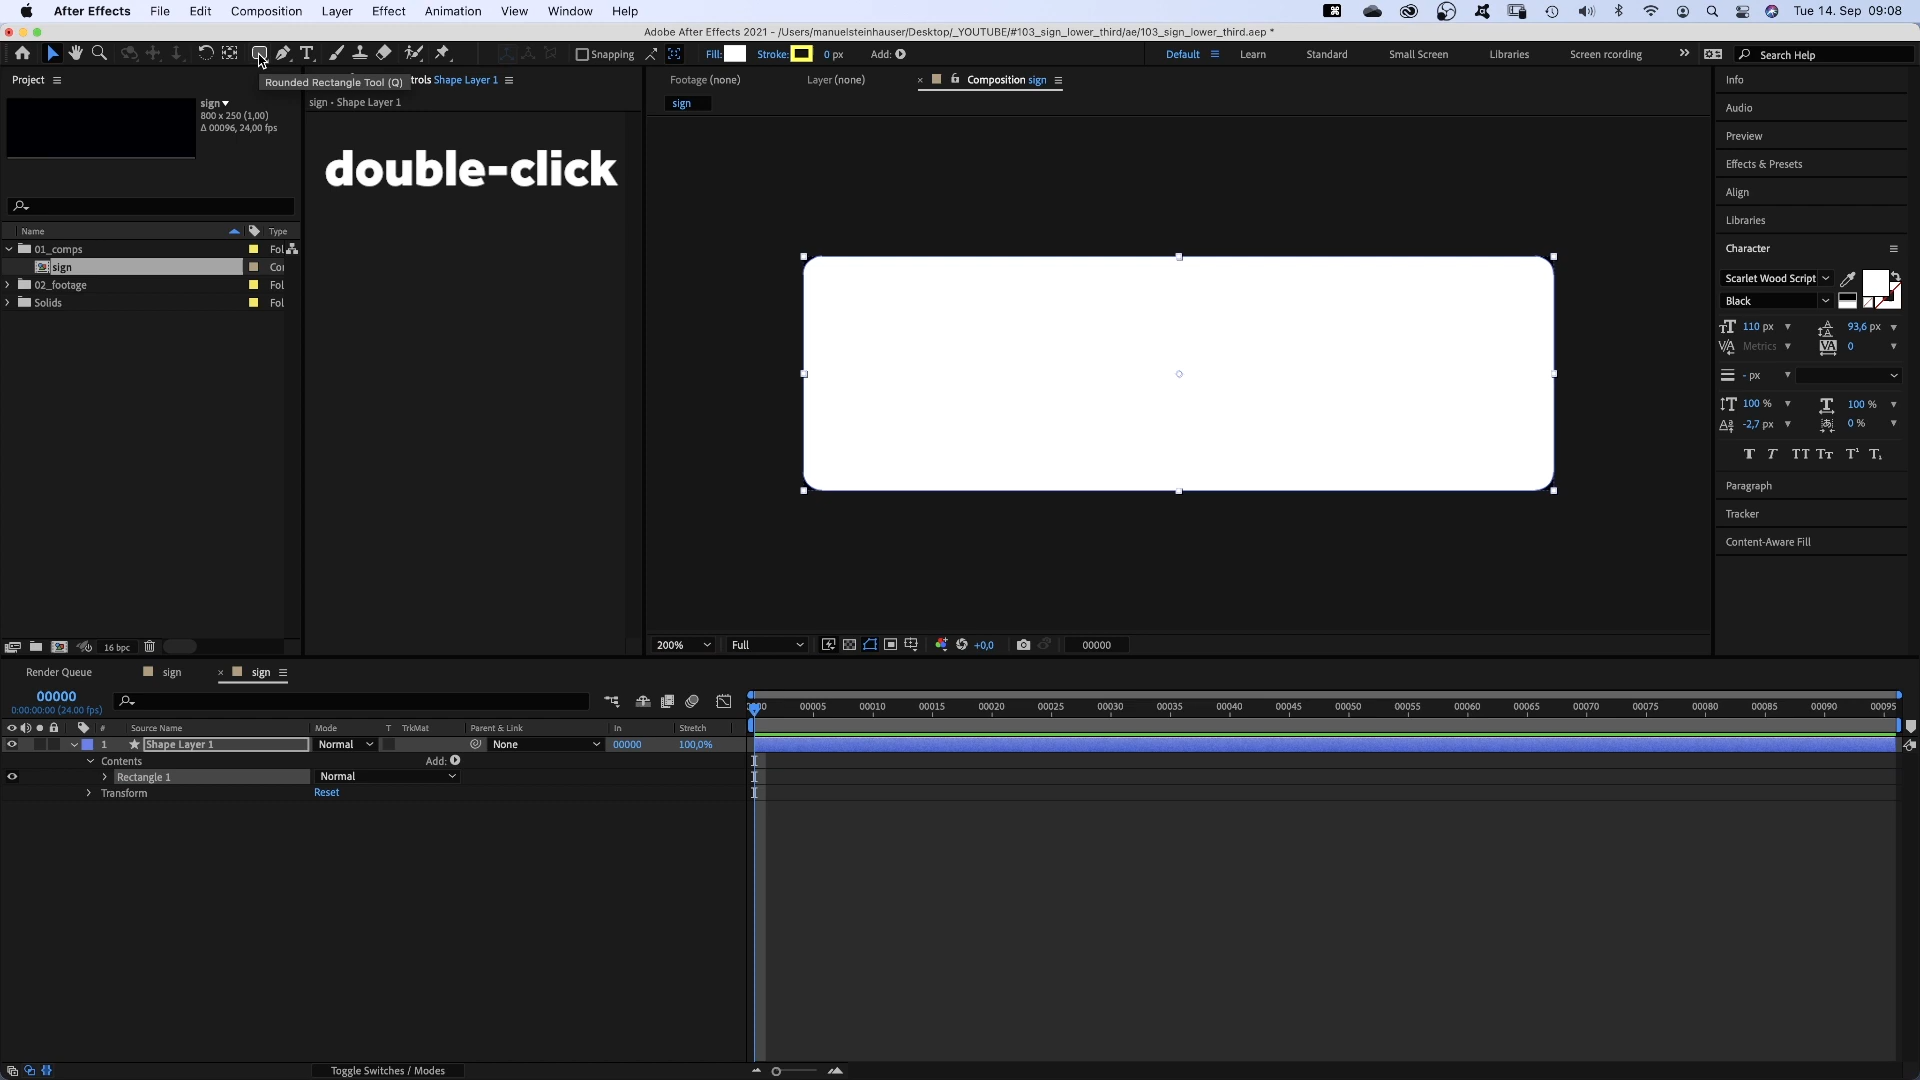 After Effects File Edit Composition Layer Effect Animation View Window Help Tue 14. Sep 09:08
Adobe After Effects 2021 - /Users/manuelsteinhauser/Desktop/_YOUTUBE/#103_sign_lower_third/ae/103_sign_lower_third.aep *
Snapping Fill: Stroke: 0 px Add: Default Learn Standard Small Screen Libraries Screen rcording Search Help
Rounded Rectangle Tool (Q)
Project trols Shape Layer 1 Footage (none) Layer (none) × Composition sign Info
sign 800 x 250 (1,00) Δ 00096, 24,00 fps
sign • Shape Layer 1
sign
Audio
Preview
Effects & Presets
Align
Libraries
double-click
Name Type
01_comps Fol
sign Co
02_footage Fol
Solids Fol
Character
Scarlet Wood Script
Black
110 px 93,6 px
Metrics 0
- px
100 % 100 %
-2,7 px 0 %
T T TT Tr T¹ T₁
Paragraph
Tracker
Content-Aware Fill
16 bpc
200% Full +0,0 00000
Render Queue sign × sign
00000
0:00:00:00 (24.00 fps)
00005 00010 00015 00020 00025 00030 00035 00040 00045 00050 00055 00060 00065 00070 00075 00080 00085 00090 00095
# Source Name Mode T TrkMat Parent & Link In Stretch
1 Shape Layer 1 Normal None 00000 100,0%
Contents Add:
Rectangle 1 Normal
Transform Reset
Toggle Switches / Modes